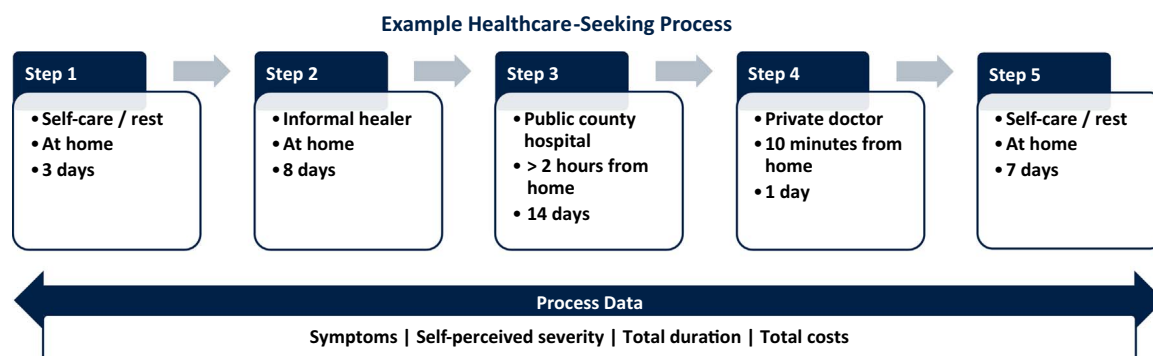 Example Healthcare-Seeking Process
Step 1
• Self-care / rest
• At home
• 3 days
Step 2
• Informal healer
• At home
• 8 days
Step 3
• Public county
hospital
• > 2 hours from
home
• 14 days
Step 4
• Private doctor
• 10 minutes from
home
• 1 day
Step 5
• Self-care / rest
• At home
• 7 days
Process Data
Symptoms | Self-perceived severity | Total duration | Total costs